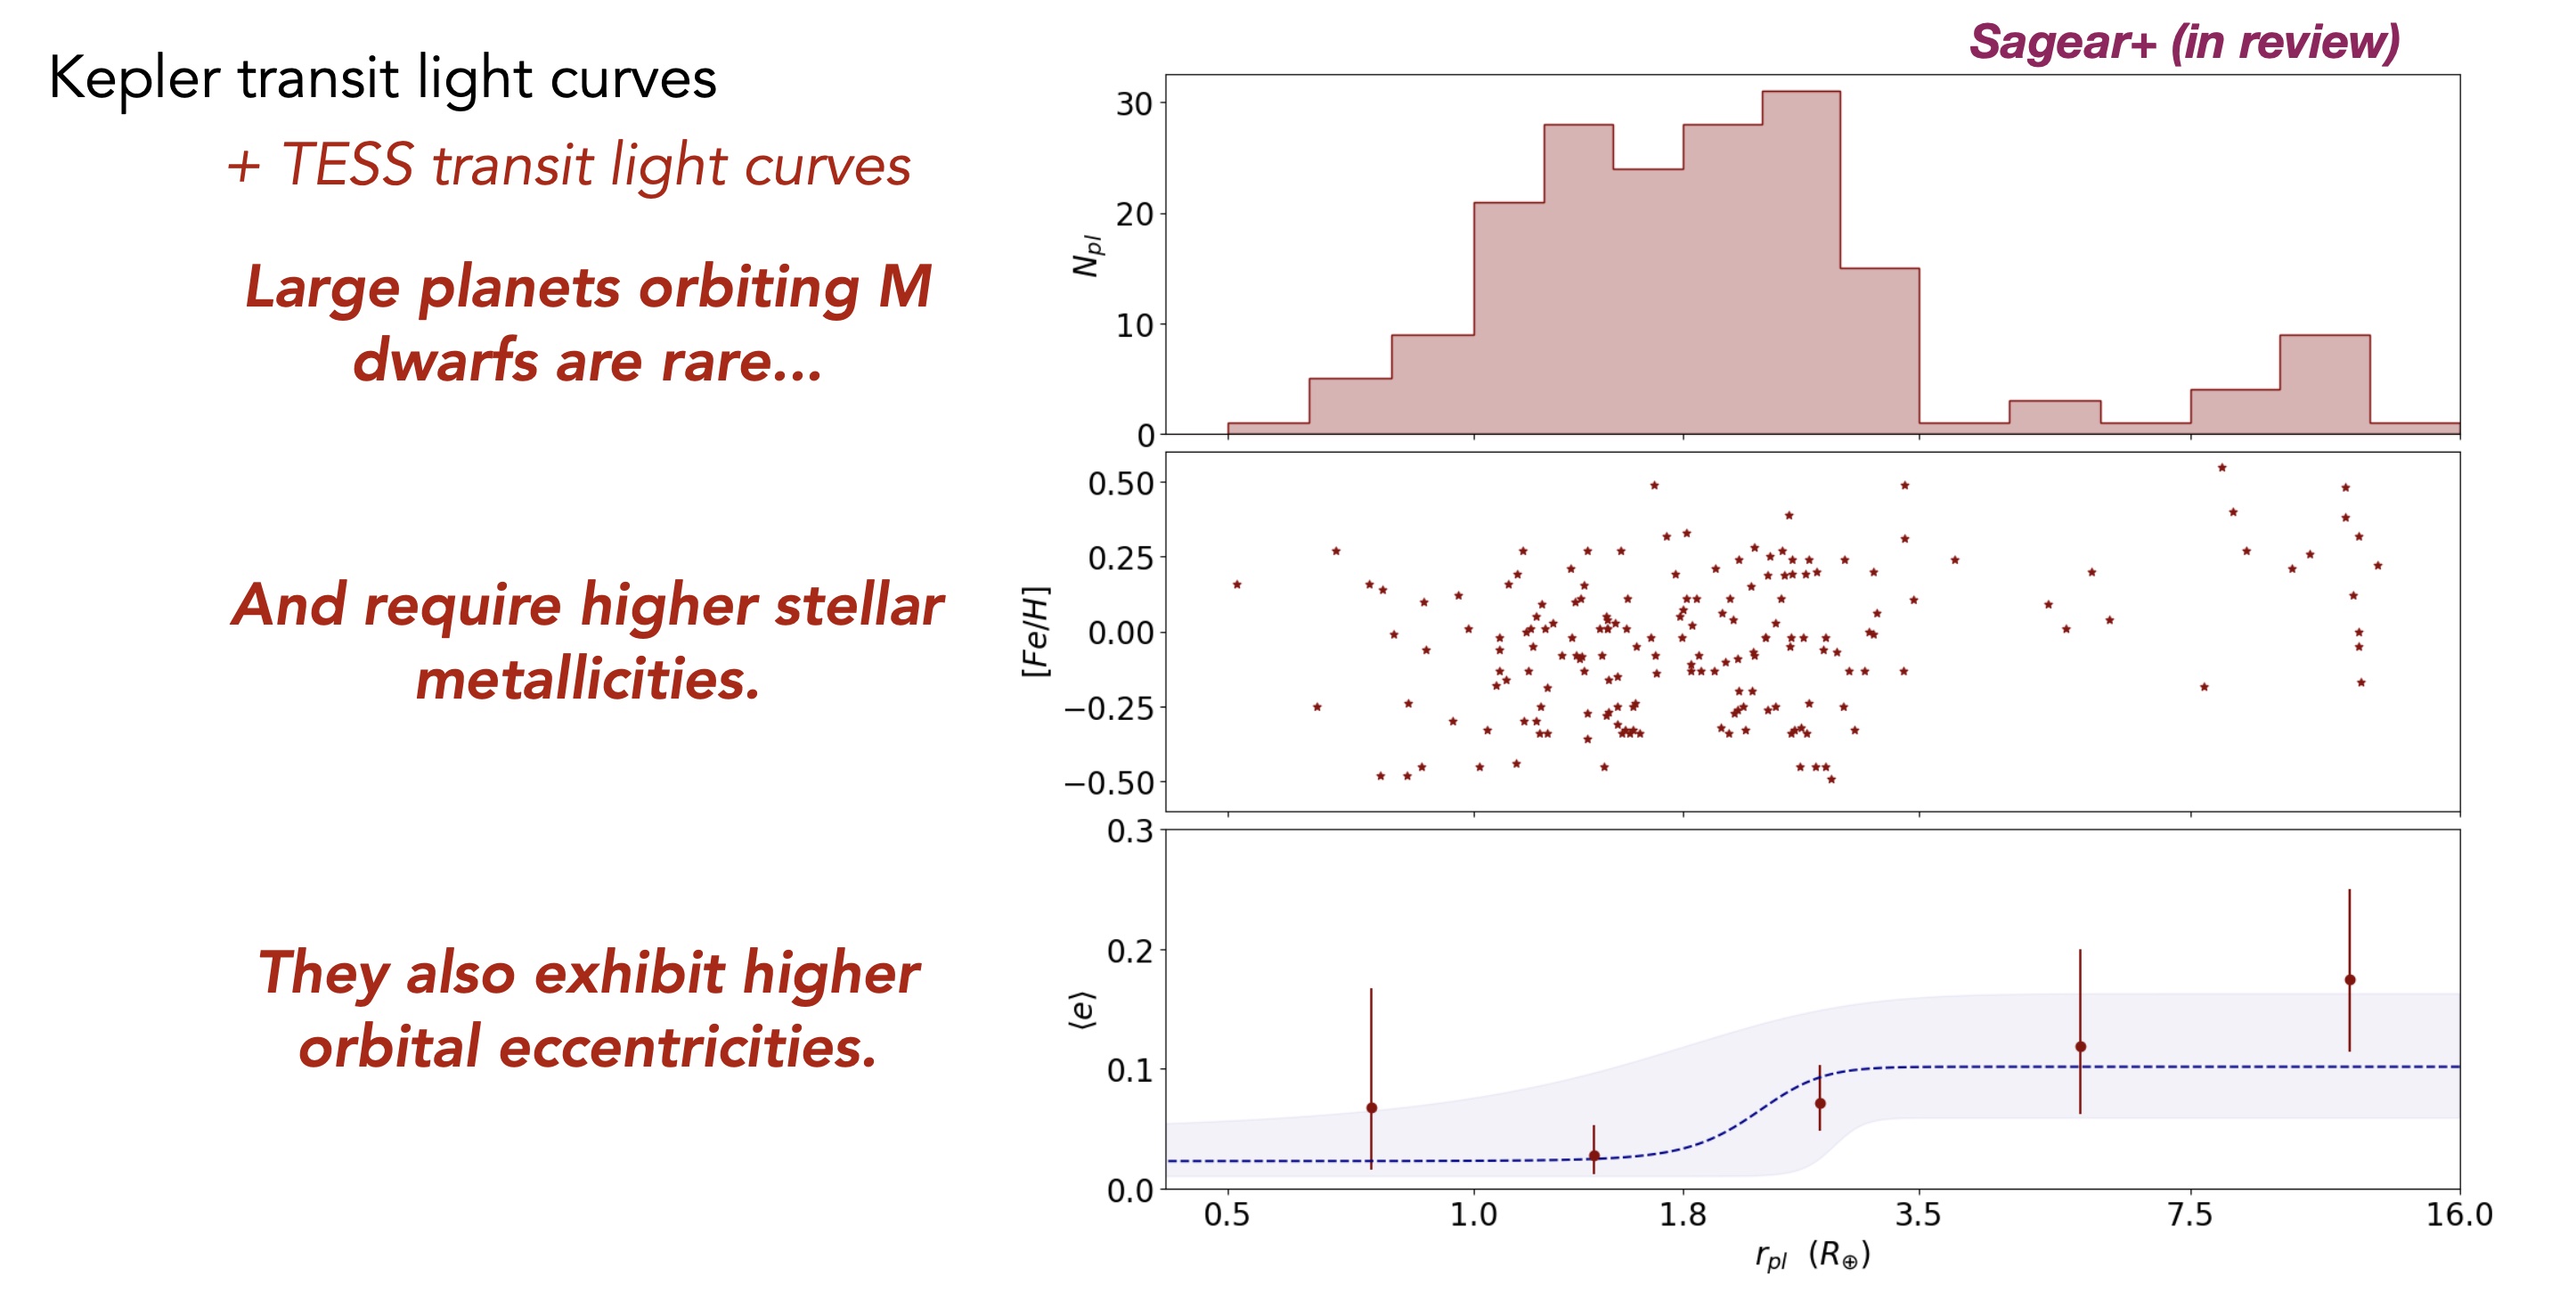 Sagear+ (in review)
Kepler transit light curves
+ TESS transit light curves
Large planets orbiting M
dwarfs are rare...
And require higher stellar
metallicities.
They also exhibit higher
orbital eccentricities.
30
20
10
0
N_pl
0.50
0.25
0.00
−0.25
−0.50
[Fe/H]
0.3
0.2
0.1
0.0
⟨e⟩
0.5 1.0 1.8 3.5 7.5 16.0
r_pl (R⊕)